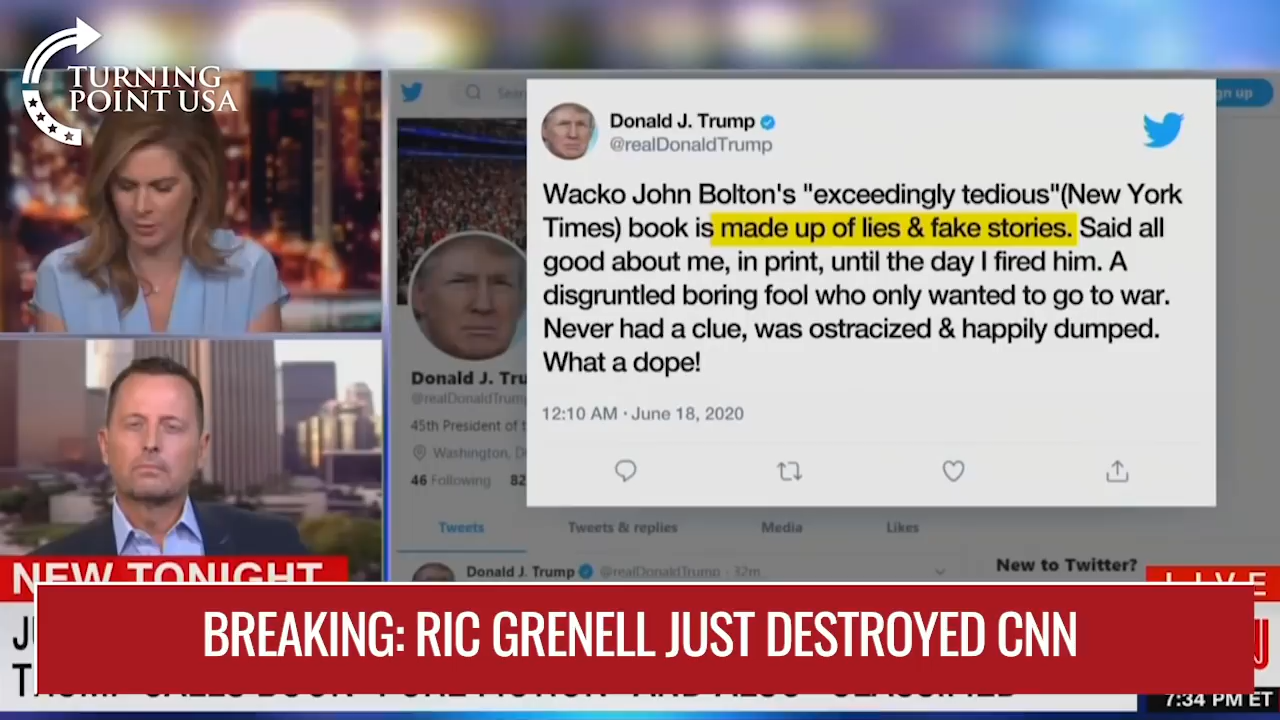 TURNING
POINT USA
Donald J. Trump
@realDonaldTrump
Wacko John Bolton's "exceedingly tedious"(New York
Times) book is made up of lies & fake stories. Said all
good about me, in print, until the day I fired him. A
disgruntled boring fool who only wanted to go to war.
Never had a clue, was ostracized & happily dumped.
What a dope!
12:10 AM · June 18, 2020
Donald J. Tru
@realDonaldTrum
45th President of t
Washington, D
46 Following 82
Tweets Tweets & replies Media Likes
Donald J. Trump @realDonaldTrump · 32m
New to Twitter?
NEW TONIGHT
LIVE
BREAKING: RIC GRENELL JUST DESTROYED CNN
7:34 PM ET